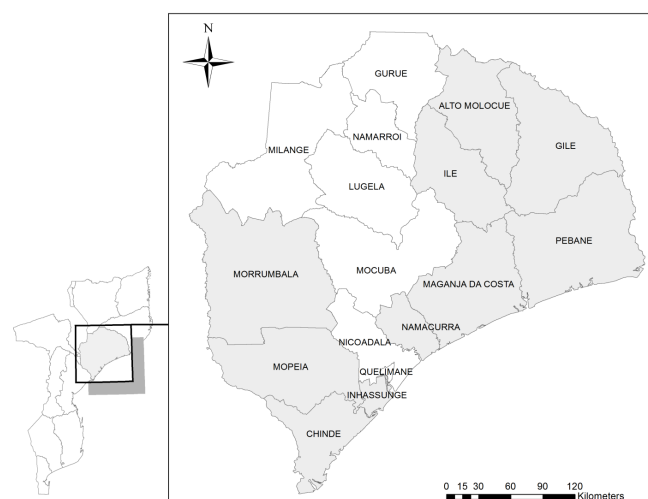 N
GURUE
ALTO MOLOCUE
NAMARROI
MILANGE
GILE
ILE
LUGELA
PEBANE
MORRUMBALA
MOCUBA
MAGANJA DA COSTA
NAMACURRA
NICOADALA
MOPEIA
QUELIMANE
INHASSUNGE
CHINDE
0 15 30 60 90 120
Kilometers